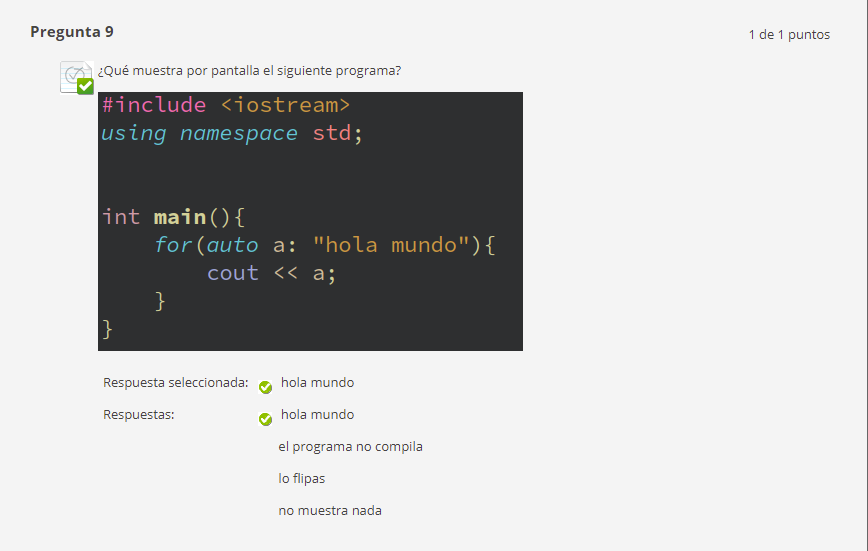 Pregunta 9
1 de 1 puntos
¿Qué muestra por pantalla el siguiente programa?
#include <iostream>
using namespace std;
int main(){
    for(auto a: "hola mundo"){
        cout << a;
    }
}
Respuesta seleccionada: hola mundo
Respuestas: hola mundo
el programa no compila
lo flipas
no muestra nada